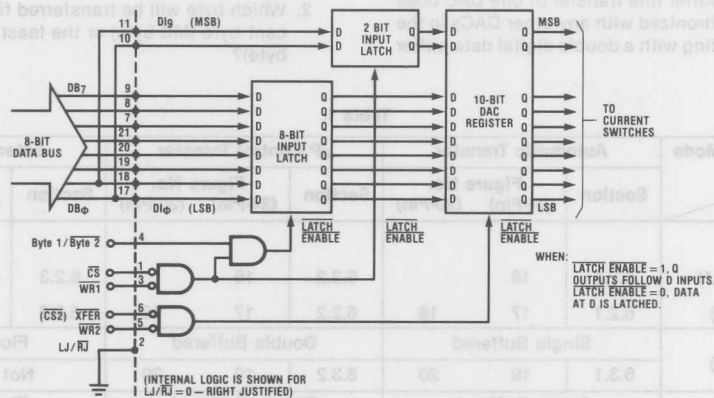 11 DI9 (MSB)
10
2 BIT
INPUT
LATCH
D Q
D Q
D Q
D Q
MSB
DB7 9
8
7
21
20
19
18
17
8-BIT
DATA BUS
DBΦ DIΦ (LSB)
8-BIT
INPUT
LATCH
D Q
D Q
D Q
D Q
D Q
D Q
D Q
D Q
10-BIT
DAC
REGISTER
D Q
D Q
D Q
D Q
D Q
D Q
D Q
D Q
TO
CURRENT
SWITCHES
LSB
LATCH
ENABLE
LATCH
ENABLE
LATCH
ENABLE
Byte 1/Byte 2 4
CS
3
WR1
(CS2) XFER 6
5
WR2
LJ/RJ 2
WHEN:
LATCH ENABLE = 1, Q
OUTPUTS FOLLOW D INPUTS.
LATCH ENABLE = 0, DATA
AT D IS LATCHED.
(INTERNAL LOGIC IS SHOWN FOR
LJ/RJ = 0 — RIGHT JUSTIFIED)